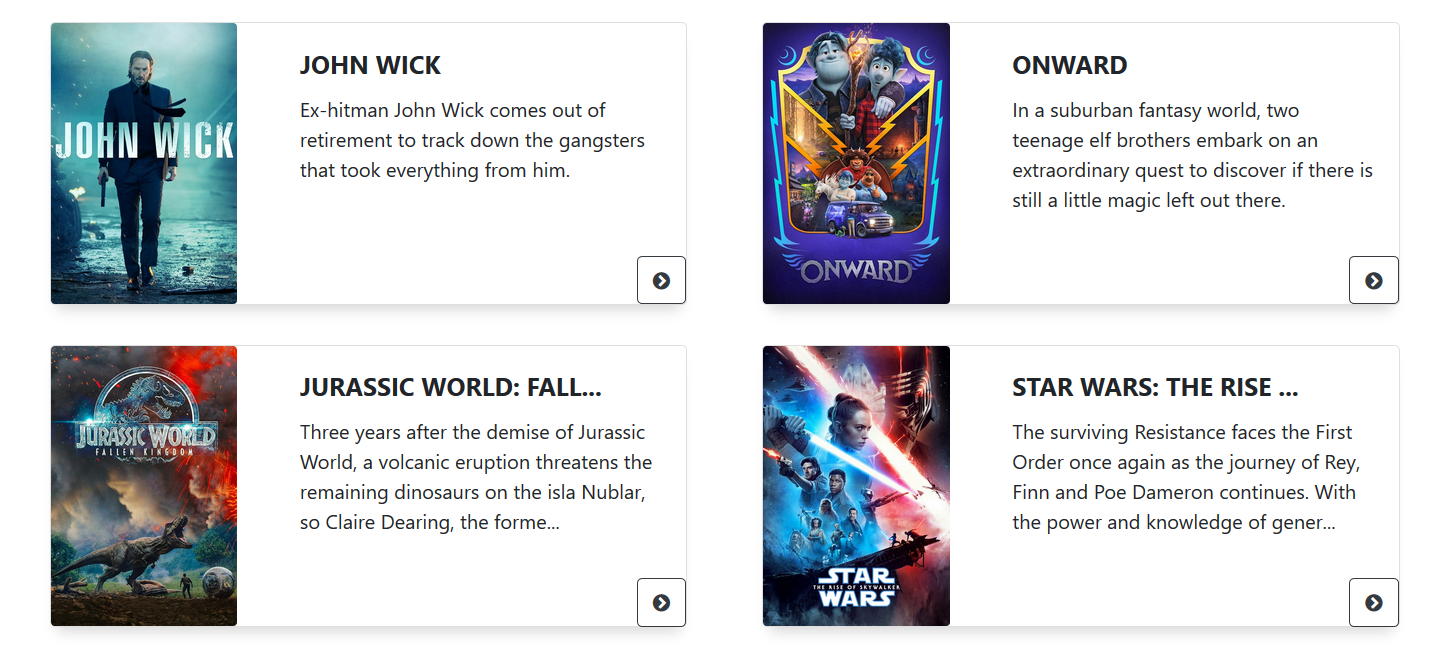 JOHN WICK
JOHN WICK
Ex-hitman John Wick comes out of
retirement to track down the gangsters
that took everything from him.
ONWARD
ONWARD
In a suburban fantasy world, two
teenage elf brothers embark on an
extraordinary quest to discover if there is
still a little magic left out there.
JURASSIC WORLD
FALLEN KINGDOM
JURASSIC WORLD: FALL...
Three years after the demise of Jurassic
World, a volcanic eruption threatens the
remaining dinosaurs on the isla Nublar,
so Claire Dearing, the forme...
STAR
THE RISE OF SKYWALKER
WARS
STAR WARS: THE RISE ...
The surviving Resistance faces the First
Order once again as the journey of Rey,
Finn and Poe Dameron continues. With
the power and knowledge of gener...